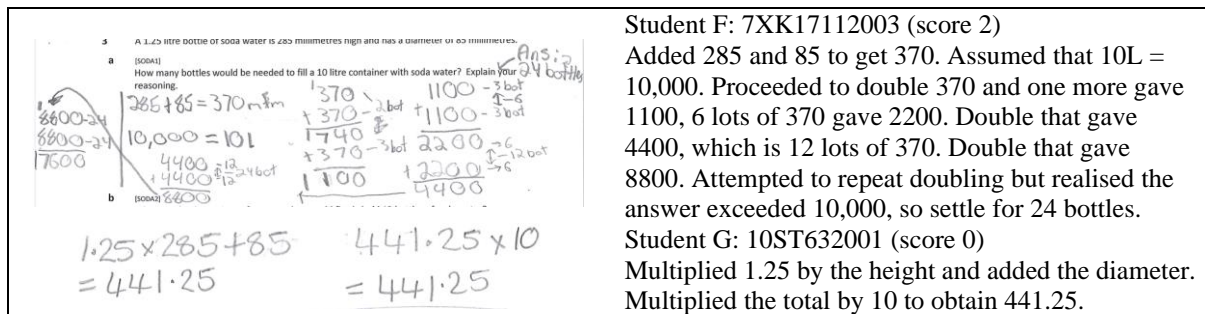 3 A 1.25 litre bottle of soda water is 285 millimetres high and has a diameter of 85 millimetres.
Ans:
a [SODA1]
24 bottles
How many bottles would be needed to fill a 10 litre container with soda water? Explain your
reasoning.
285+85=370mm
10,000=10L
8800-24
8800-24
17600
4400 -12
+4400 -12 24bot
8800
370
+370 -2bot
1740
+370 -3bot
1100
1100 -3bot
-6
+1100 -3bot
2200 -6
-12bot
+2200 -6
4400
b [SODA2]
1.25x285+85
=441.25
441.25x10
=441.25
Student F: 7XK17112003 (score 2)
Added 285 and 85 to get 370. Assumed that 10L =
10,000. Proceeded to double 370 and one more gave
1100, 6 lots of 370 gave 2200. Double that gave
4400, which is 12 lots of 370. Double that gave
8800. Attempted to repeat doubling but realised the
answer exceeded 10,000, so settle for 24 bottles.
Student G: 10ST632001 (score 0)
Multiplied 1.25 by the height and added the diameter.
Multiplied the total by 10 to obtain 441.25.